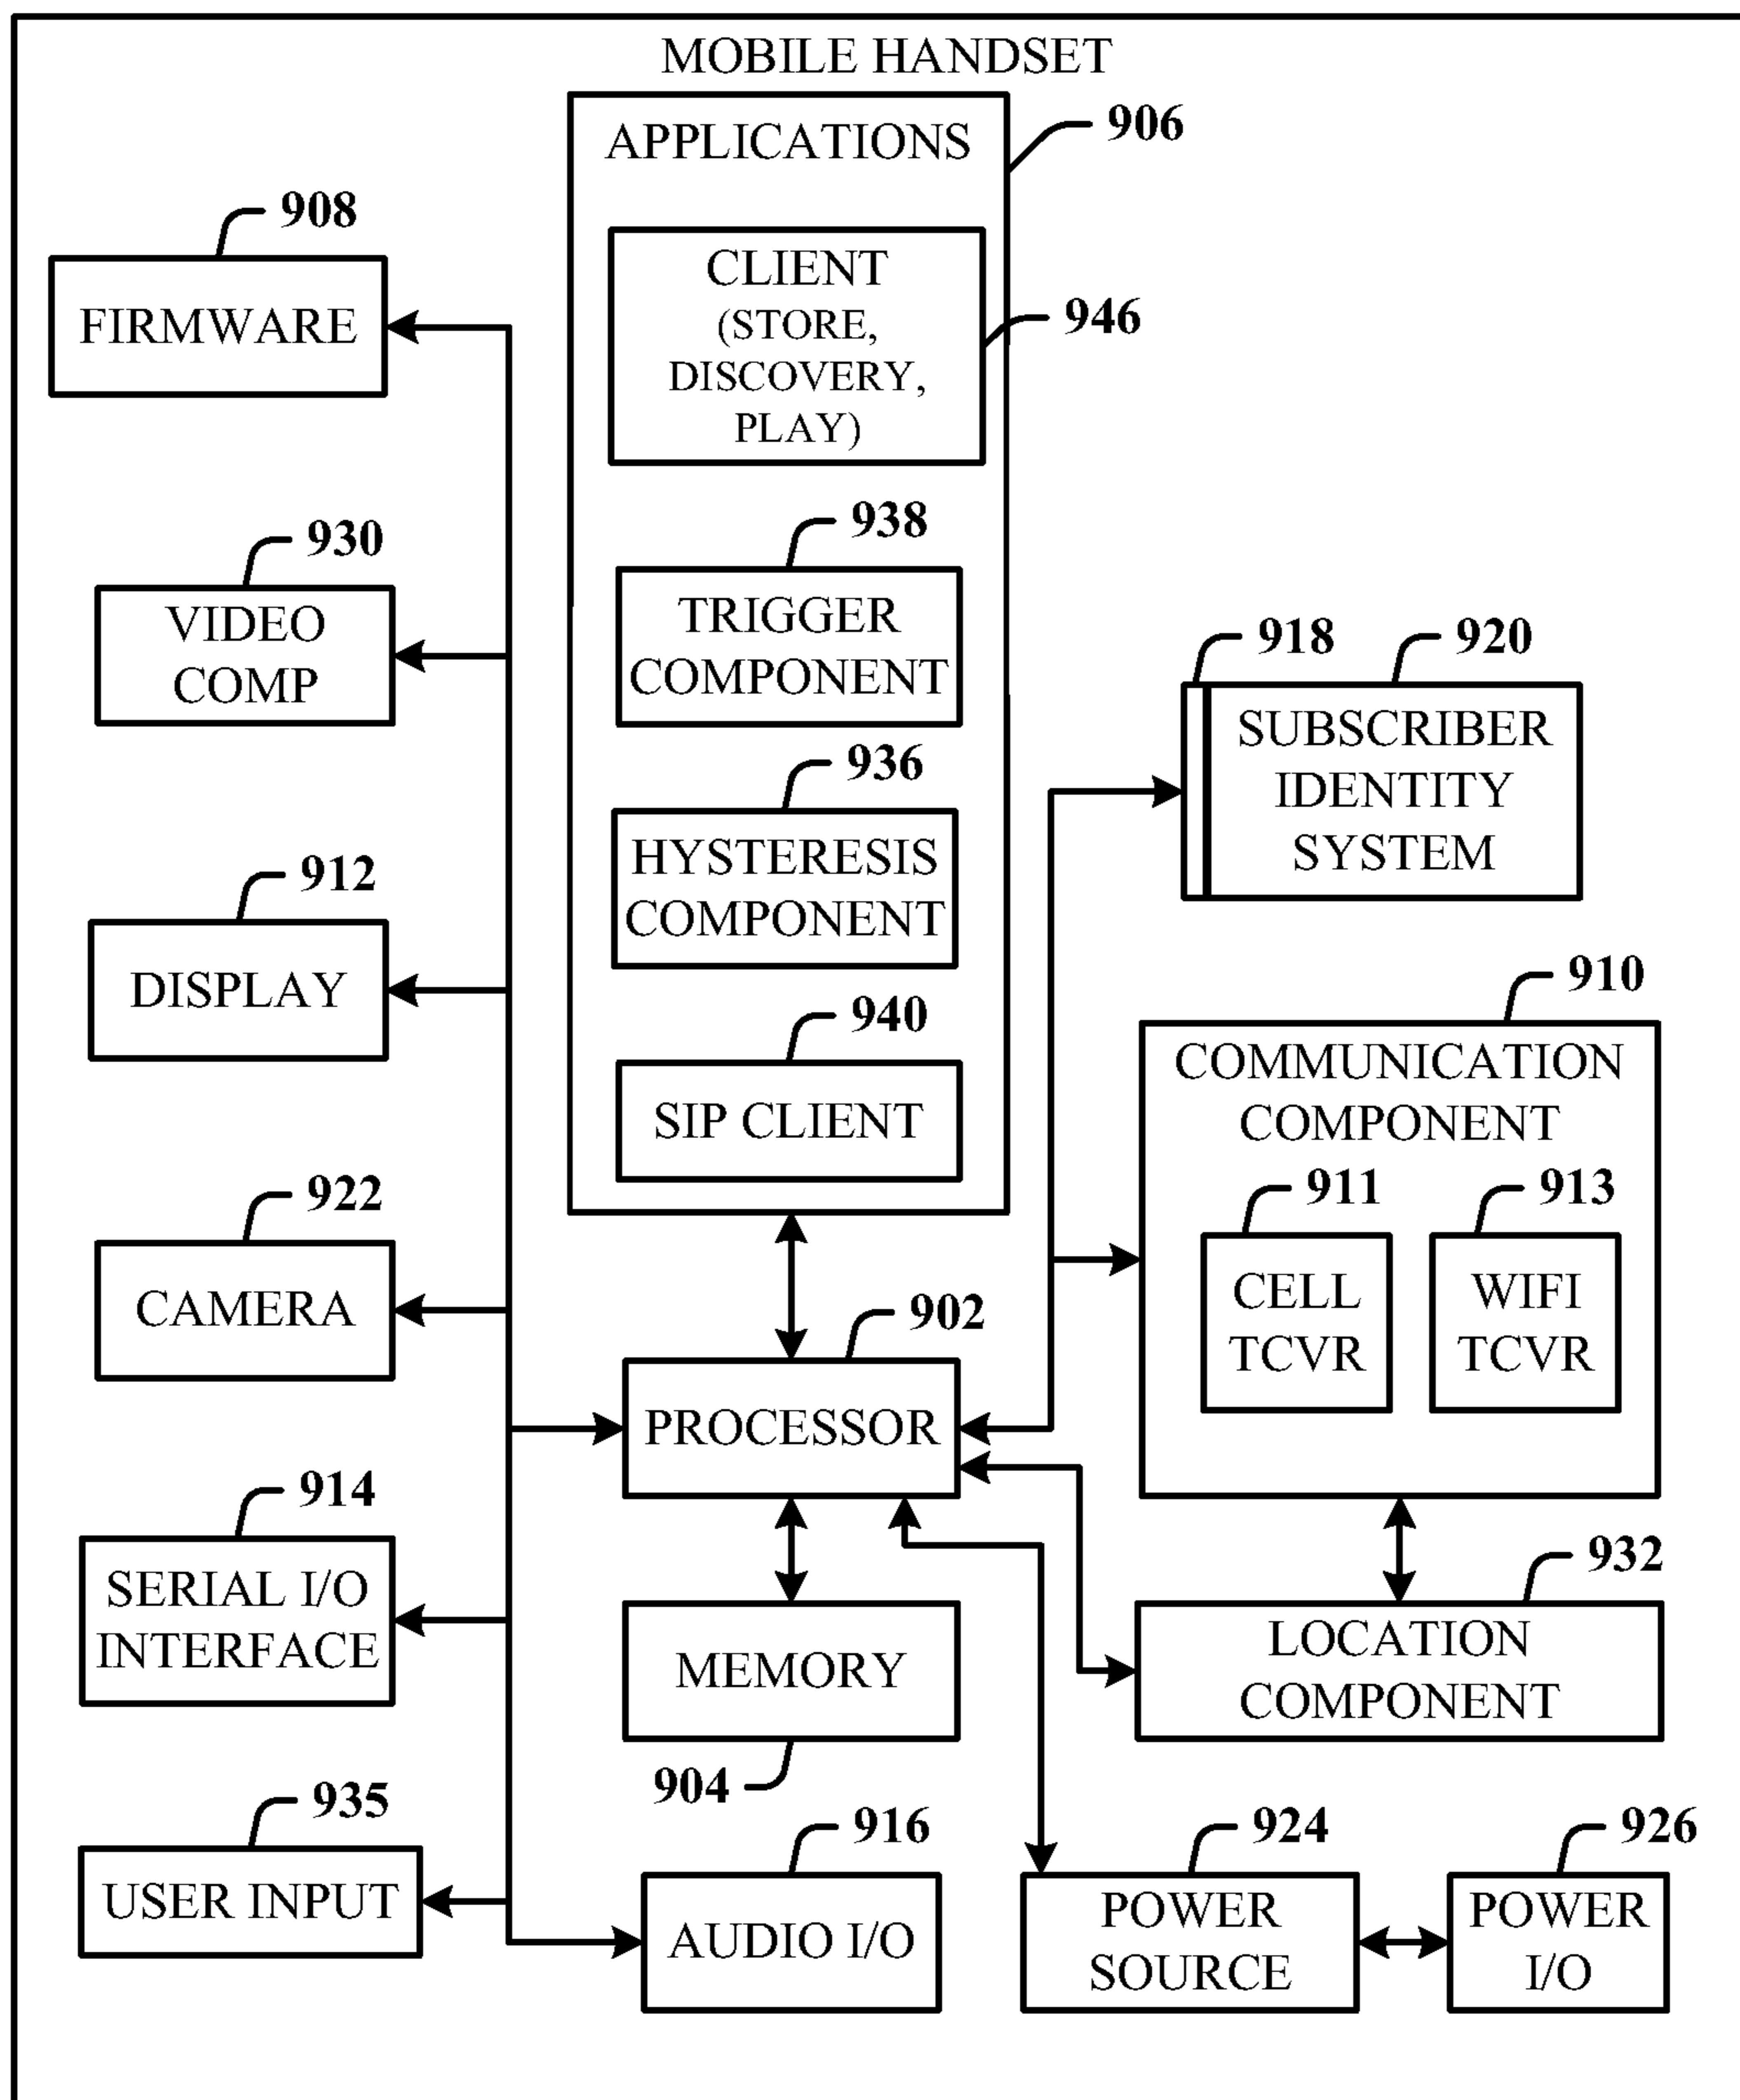 MOBILE HANDSET
APPLICATIONS
906
908
FIRMWARE
CLIENT
(STORE,
DISCOVERY,
PLAY)
946
930
VIDEO
COMP
938
TRIGGER
COMPONENT
918
920
SUBSCRIBER
IDENTITY
SYSTEM
936
HYSTERESIS
COMPONENT
912
DISPLAY
940
SIP CLIENT
910
COMMUNICATION
COMPONENT
911
CELL
TCVR
913
WIFI
TCVR
922
CAMERA
902
PROCESSOR
914
SERIAL I/O
INTERFACE
MEMORY
904
932
LOCATION
COMPONENT
935
USER INPUT
916
AUDIO I/O
924
POWER
SOURCE
926
POWER
I/O